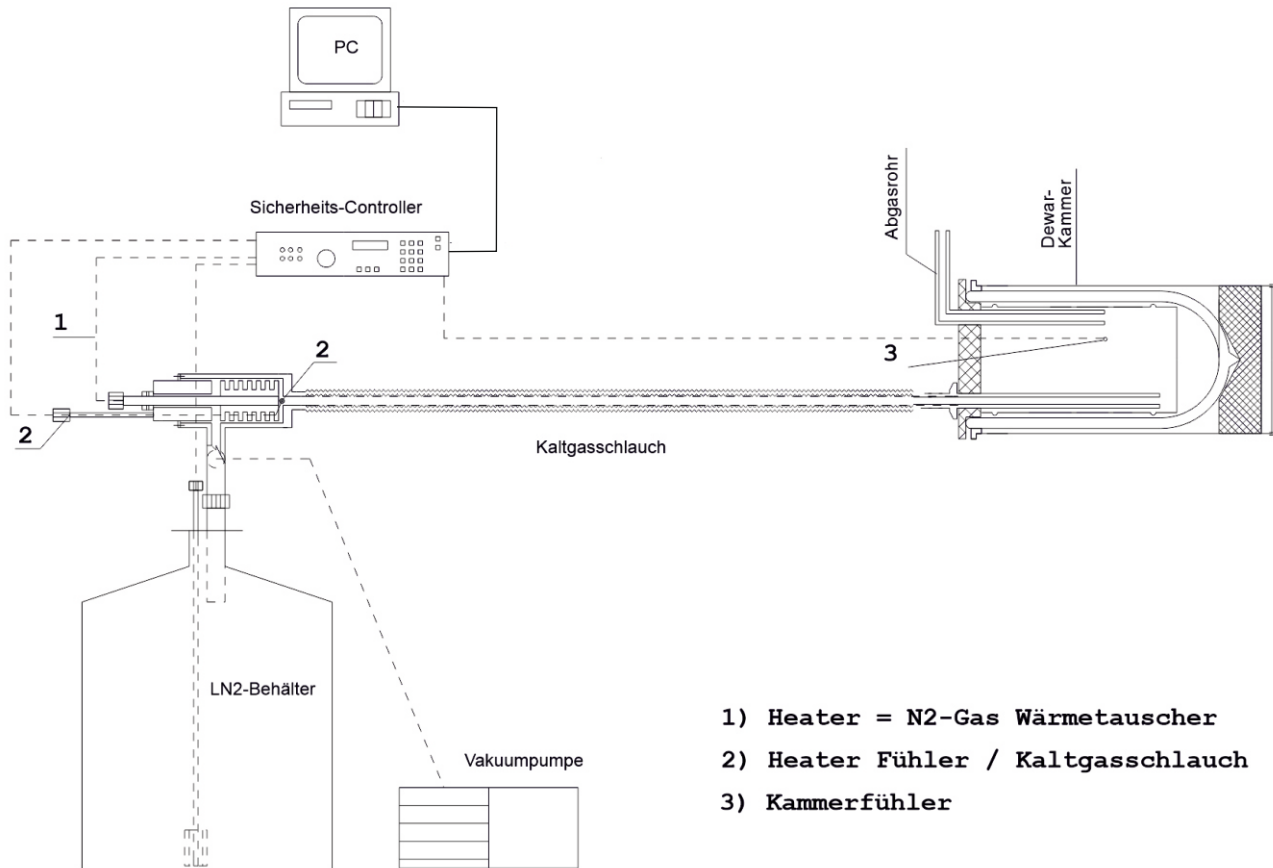 PC
Sicherheits-Controller
Abgasrohr
Dewar-
Kammer
1
2
3
2
Kaltgasschlauch
LN2-Behälter
Vakuumpumpe
1) Heater = N2-Gas Wärmetauscher
2) Heater Fühler / Kaltgasschlauch
3) Kammerfühler